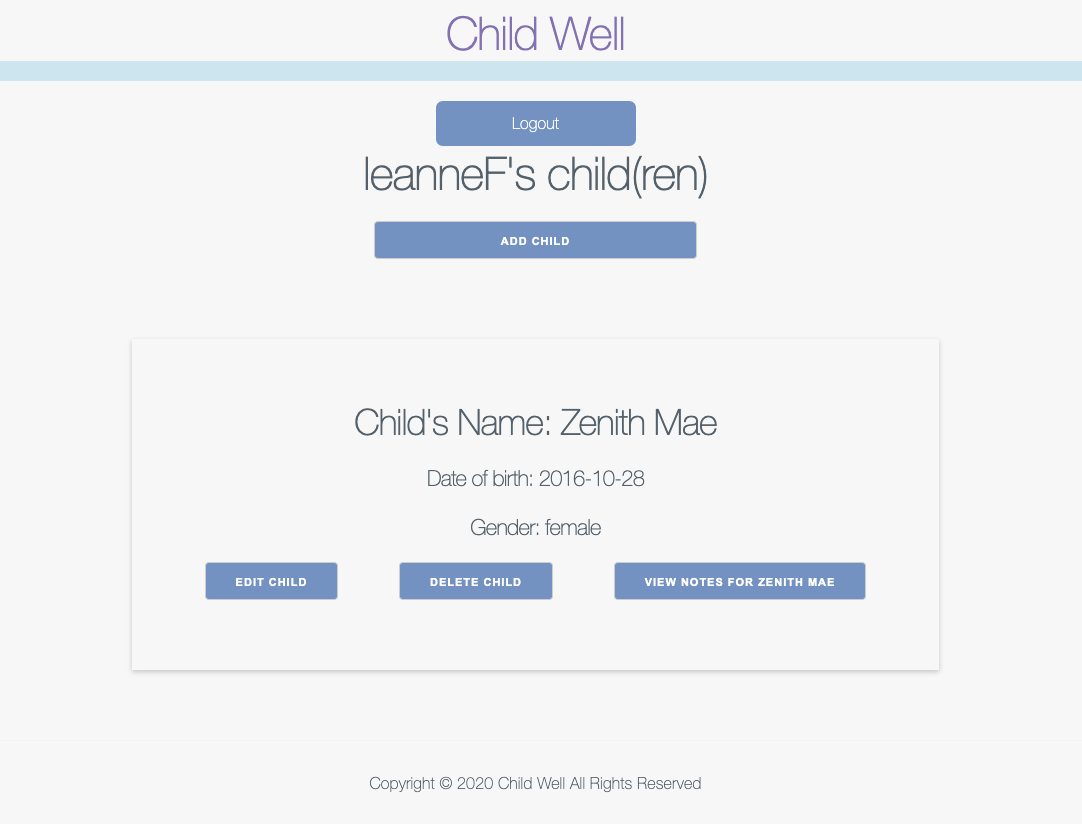 Child Well
Logout
leanneF's child(ren)
ADD CHILD
Child's Name: Zenith Mae
Date of birth: 2016-10-28
Gender: female
EDIT CHILD
DELETE CHILD
VIEW NOTES FOR ZENITH MAE
Copyright © 2020 Child Well All Rights Reserved